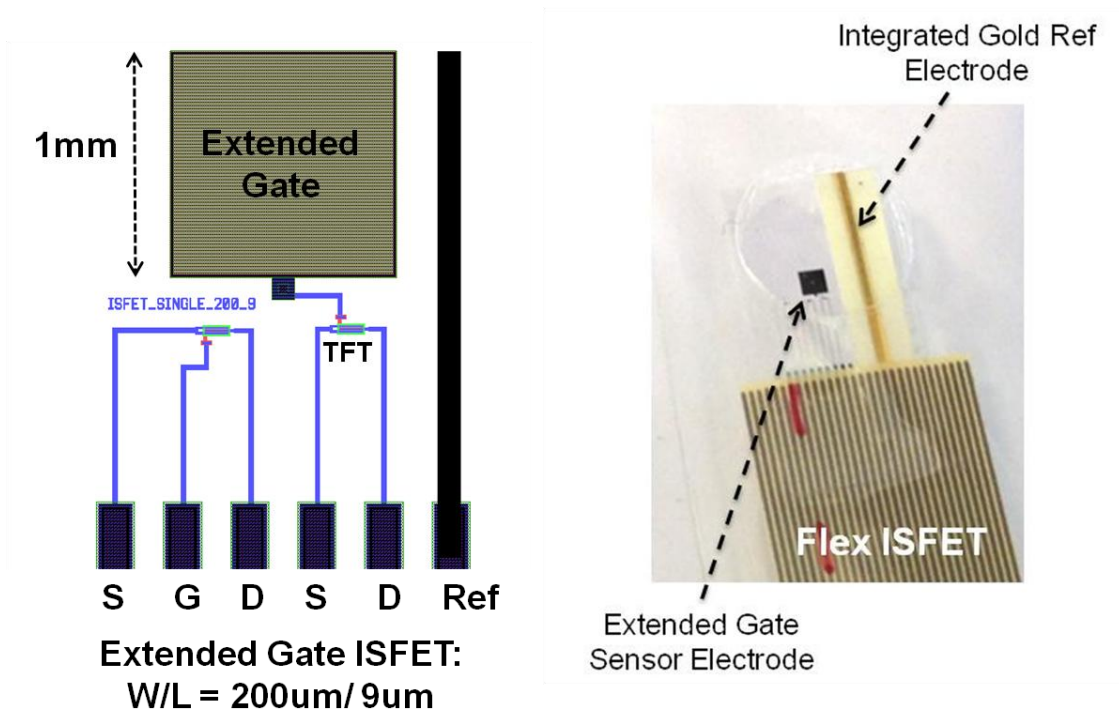 1mm
Extended
Gate
ISFET_SINGLE_200_9
TFT
S G D S D Ref
Extended Gate ISFET:
W/L = 200um/ 9um
Integrated Gold Ref
Electrode
Flex ISFET
Extended Gate
Sensor Electrode